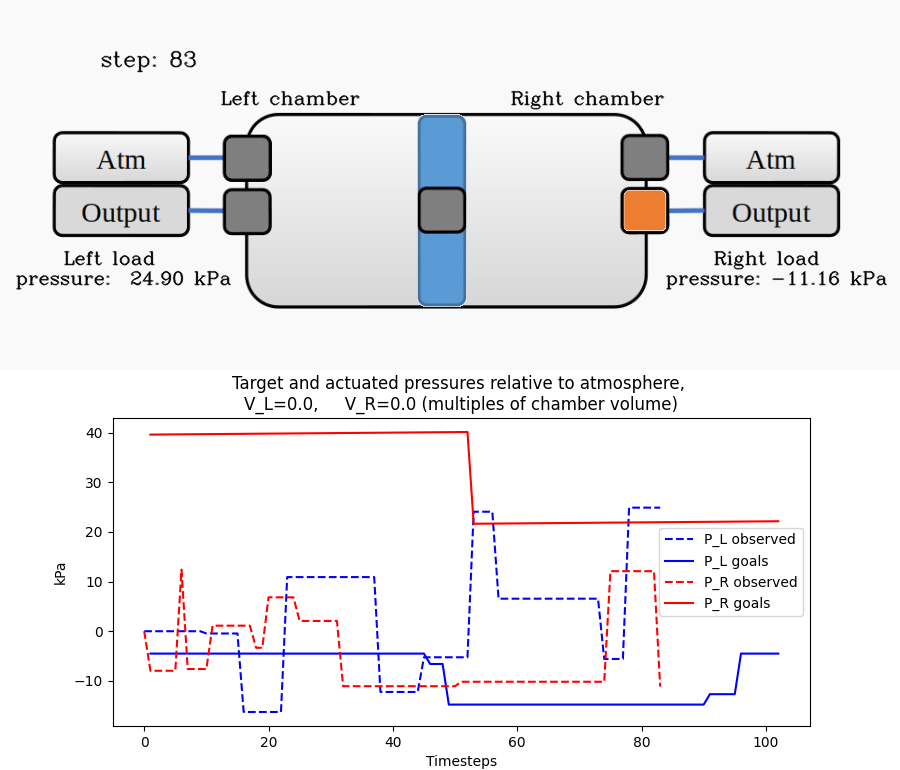 step: 83
Left chamber
Right chamber
Atm
Atm
Output
Output
Left load
pressure: 24.90 kPa
Right load
pressure: −11.16 kPa
Target and actuated pressures relative to atmosphere,
V_L=0.0, V_R=0.0 (multiples of chamber volume)
40
30
20
10
0
−10
kPa
P_L observed
P_L goals
P_R observed
P_R goals
0 20 40 60 80 100
Timesteps